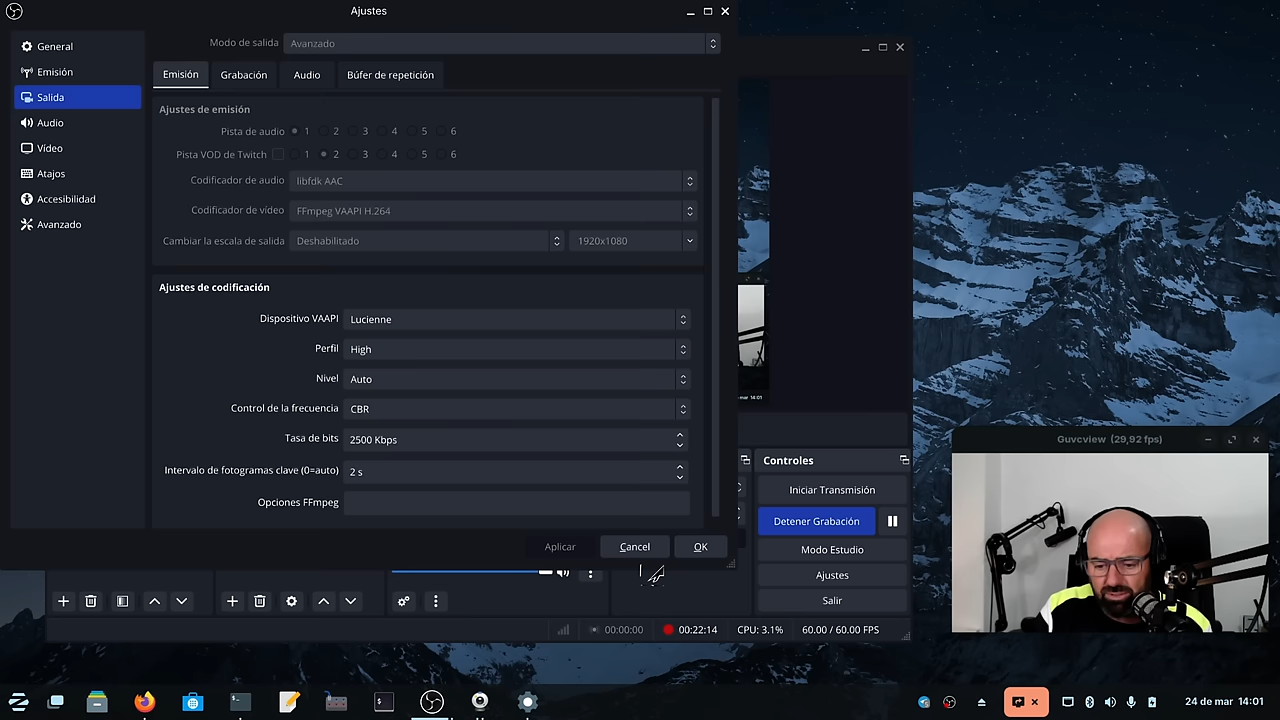 Ajustes
General
Emisión
Salida
Audio
Vídeo
Atajos
Accesibilidad
Avanzado
Modo de salida Avanzado
Emisión Grabación Audio Búfer de repetición
Ajustes de emisión
Pista de audio 1 2 3 4 5 6
Pista VOD de Twitch 1 2 3 4 5 6
Codificador de audio libfdk AAC
Codificador de vídeo FFmpeg VAAPI H.264
Cambiar la escala de salida Deshabilitado 1920x1080
Ajustes de codificación
Dispositivo VAAPI Lucienne
Perfil High
Nivel Auto
Control de la frecuencia CBR
Tasa de bits 2500 Kbps
Intervalo de fotogramas clave (0=auto) 2 s
Opciones FFmpeg
Aplicar Cancel OK
mar 14:01
Controles
Iniciar Transmisión
Detener Grabación
Modo Estudio
Ajustes
Salir
00:00:00 00:22:14 CPU: 3.1% 60.00 / 60.00 FPS
Guvcview (29,92 fps)
24 de mar 14:01